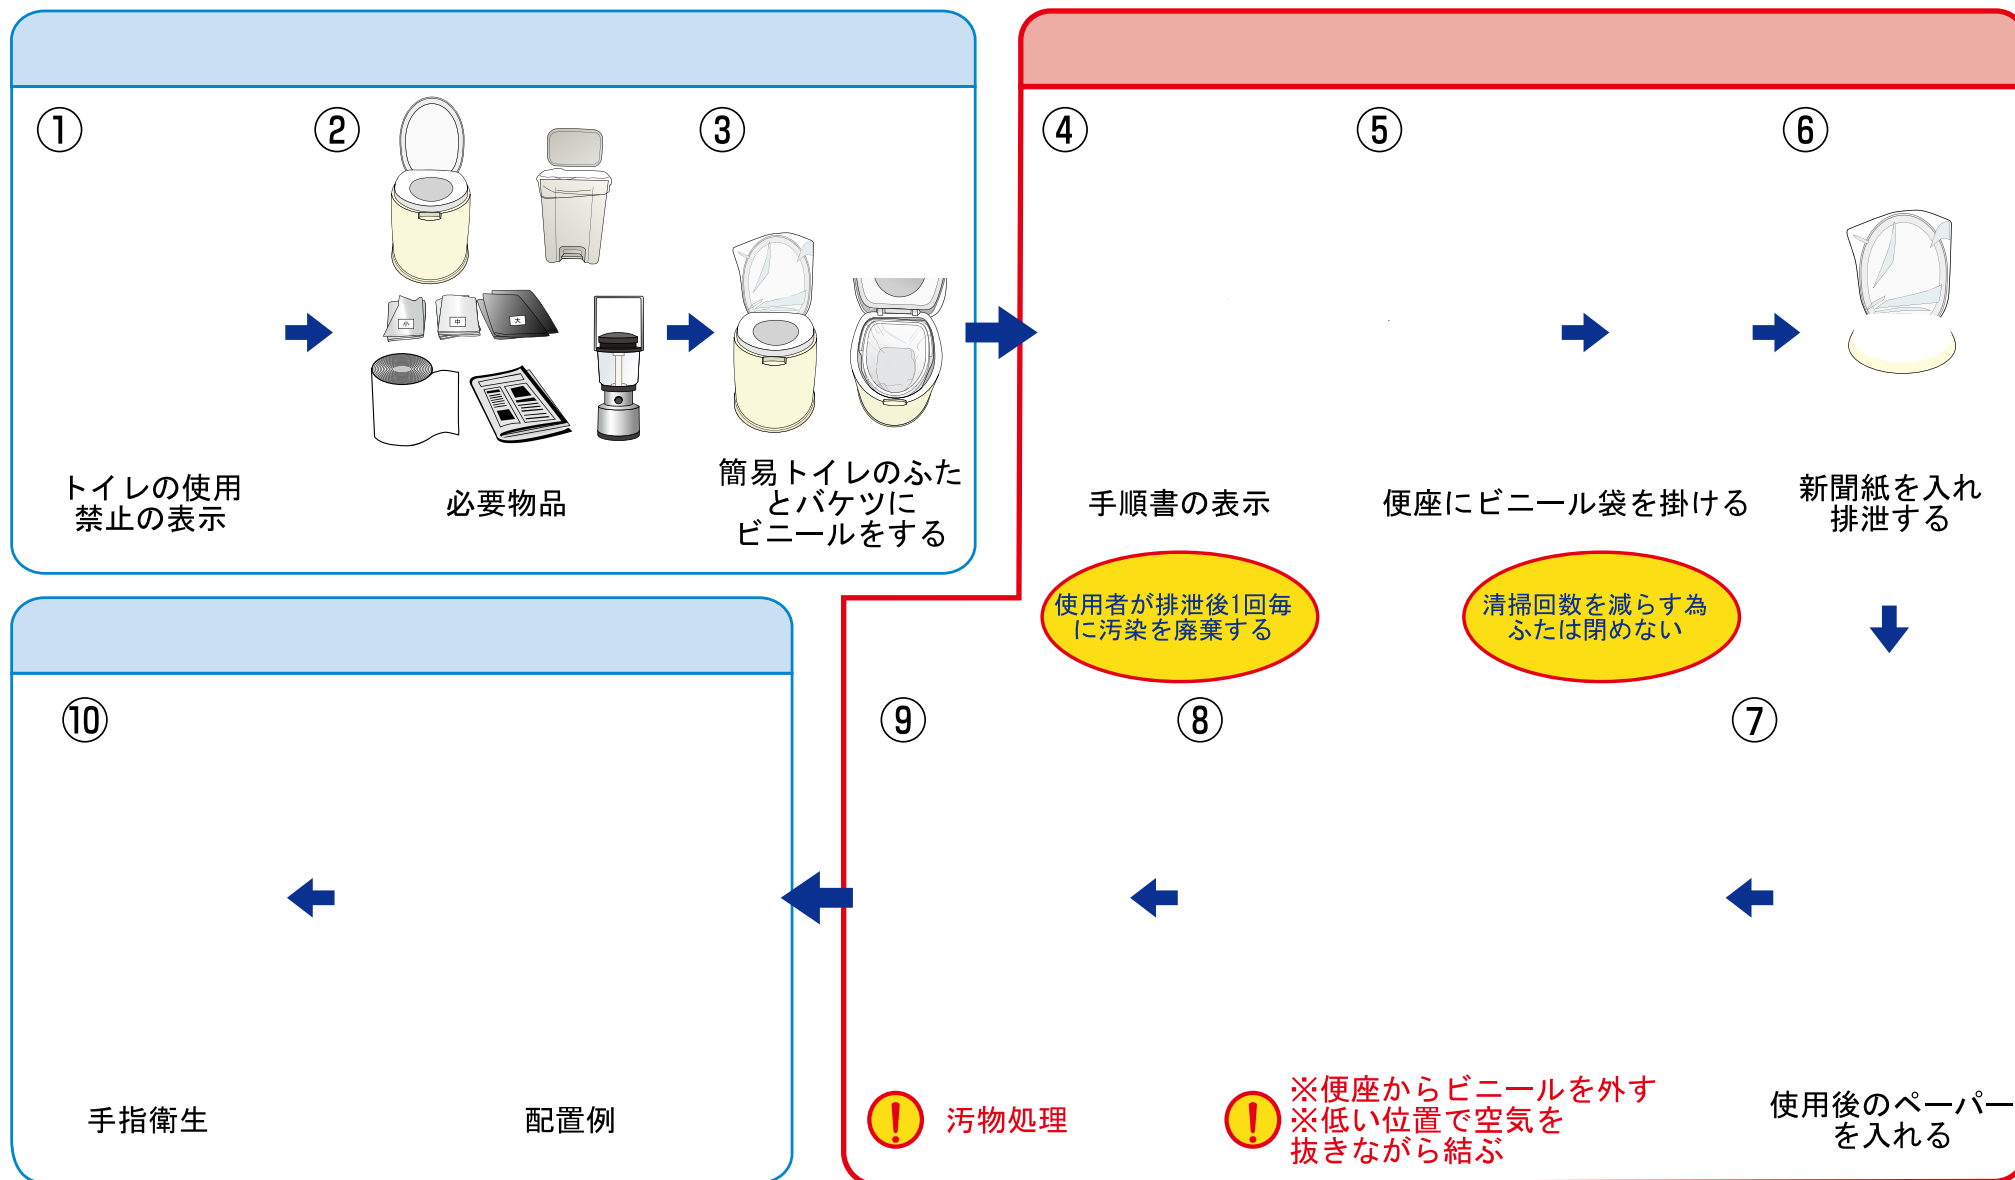 ①
トイレの使用
禁止の表示
②
小
中
大
必要物品
③
簡易トイレのふた
とバケツに
ビニールをする
④
手順書の表示
使用者が排泄後1回毎
に汚染を廃棄する
⑤
便座にビニール袋を掛ける
清掃回数を減らす為
ふたは閉めない
⑥
新聞紙を入れ
排泄する
⑦
使用後のペーパー
を入れる
⑧
※便座からビニールを外す
※低い位置で空気を
抜きながら結ぶ
⑨
汚物処理
配置例
⑩
手指衛生